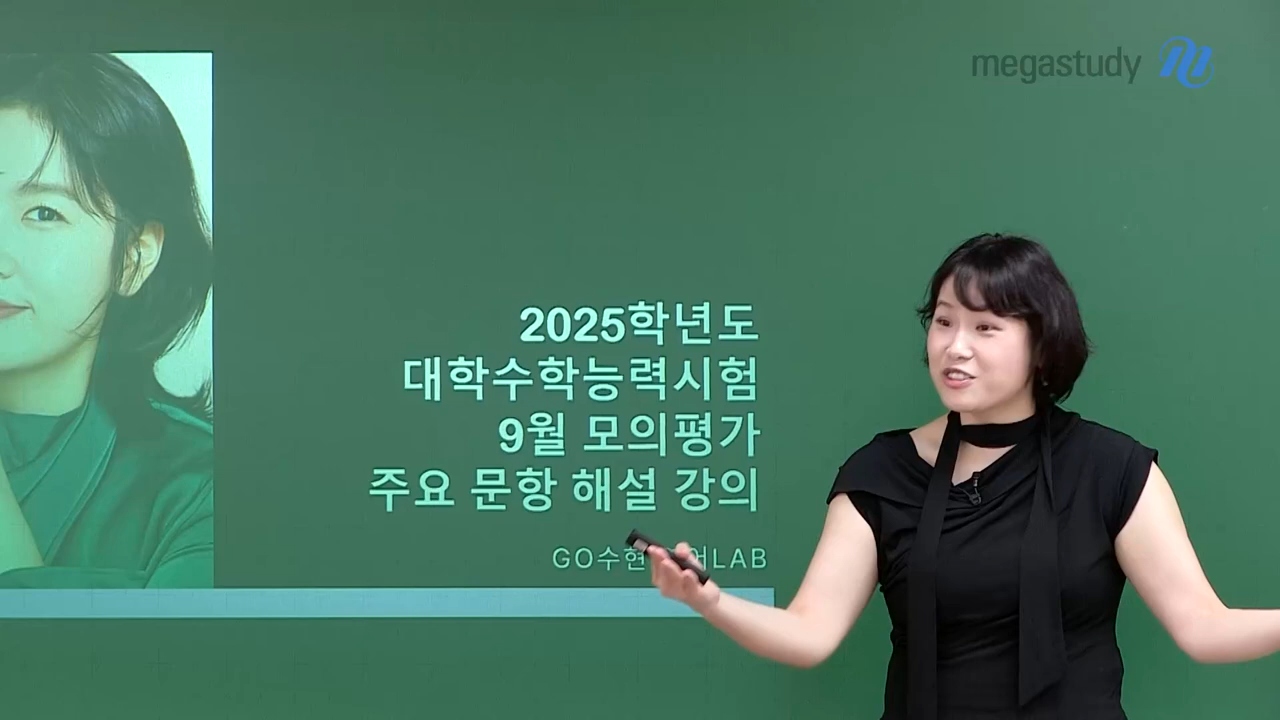 megastudy
2025학년도
대학수학능력시험
9월 모의평가
주요 문항 해설 강의
GO수현 LAB